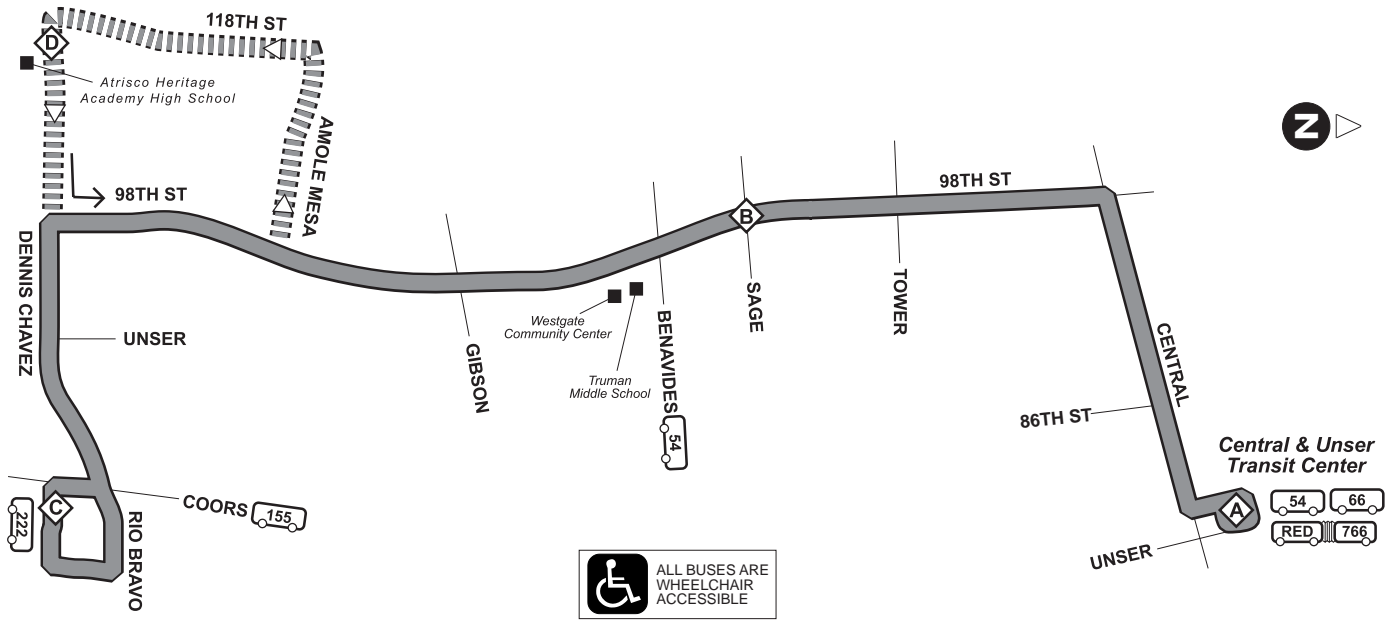 118TH ST
D
Atrisco Heritage
Academy High School
AMOLE MESA
N
98TH ST
98TH ST
B
DENNIS CHAVEZ
UNSER
GIBSON
Westgate
Community Center
Truman
Middle School
BENAVIDES
54
SAGE
TOWER
CENTRAL
86TH ST
Central & Unser
Transit Center
A
54
66
RED
766
UNSER
C
222
COORS
155
RIO BRAVO
ALL BUSES ARE
WHEELCHAIR
ACCESSIBLE